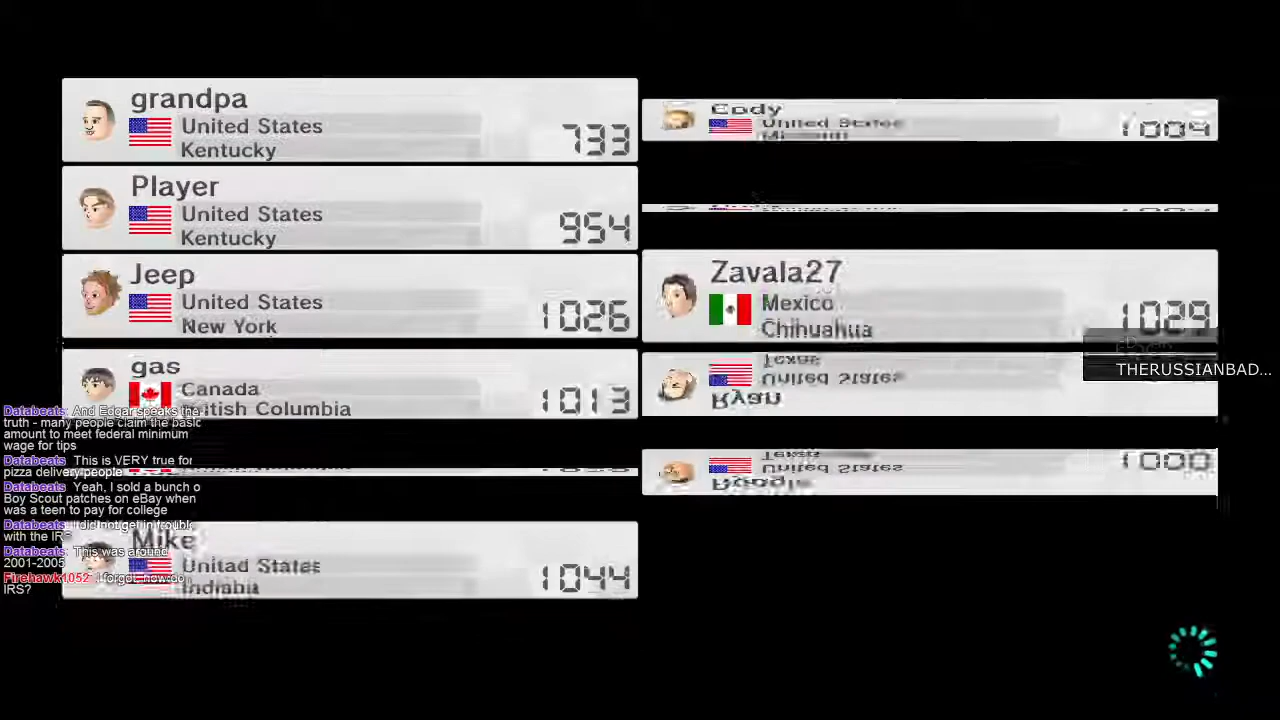 grandpa
United States
Kentucky
733
Player
United States
Kentucky
954
Jeep
United States
New York
1026
gas
Canada
British Columbia
1013
Mike
United States
Indiana
1044
Cody
United States
Missouri
1004
Zavala27
Mexico
Chihuahua
1029
Texas
United States
Ryan
Texas
United States
1000
THERUSSIANBAD...
Databeats: And Edgar speaks the
truth - many people claim the basic
amount to meet federal minimum
wage for tips
Databeats: This is VERY true for
pizza delivery people
Databeats: Yeah, I sold a bunch o
Boy Scout patches on eBay when
was a teen to pay for college
Databeats: I did not get in trouble
with the IRS
Databeats: This was around
2001-2005
Firehawk1052: I forgot, how do
IRS?